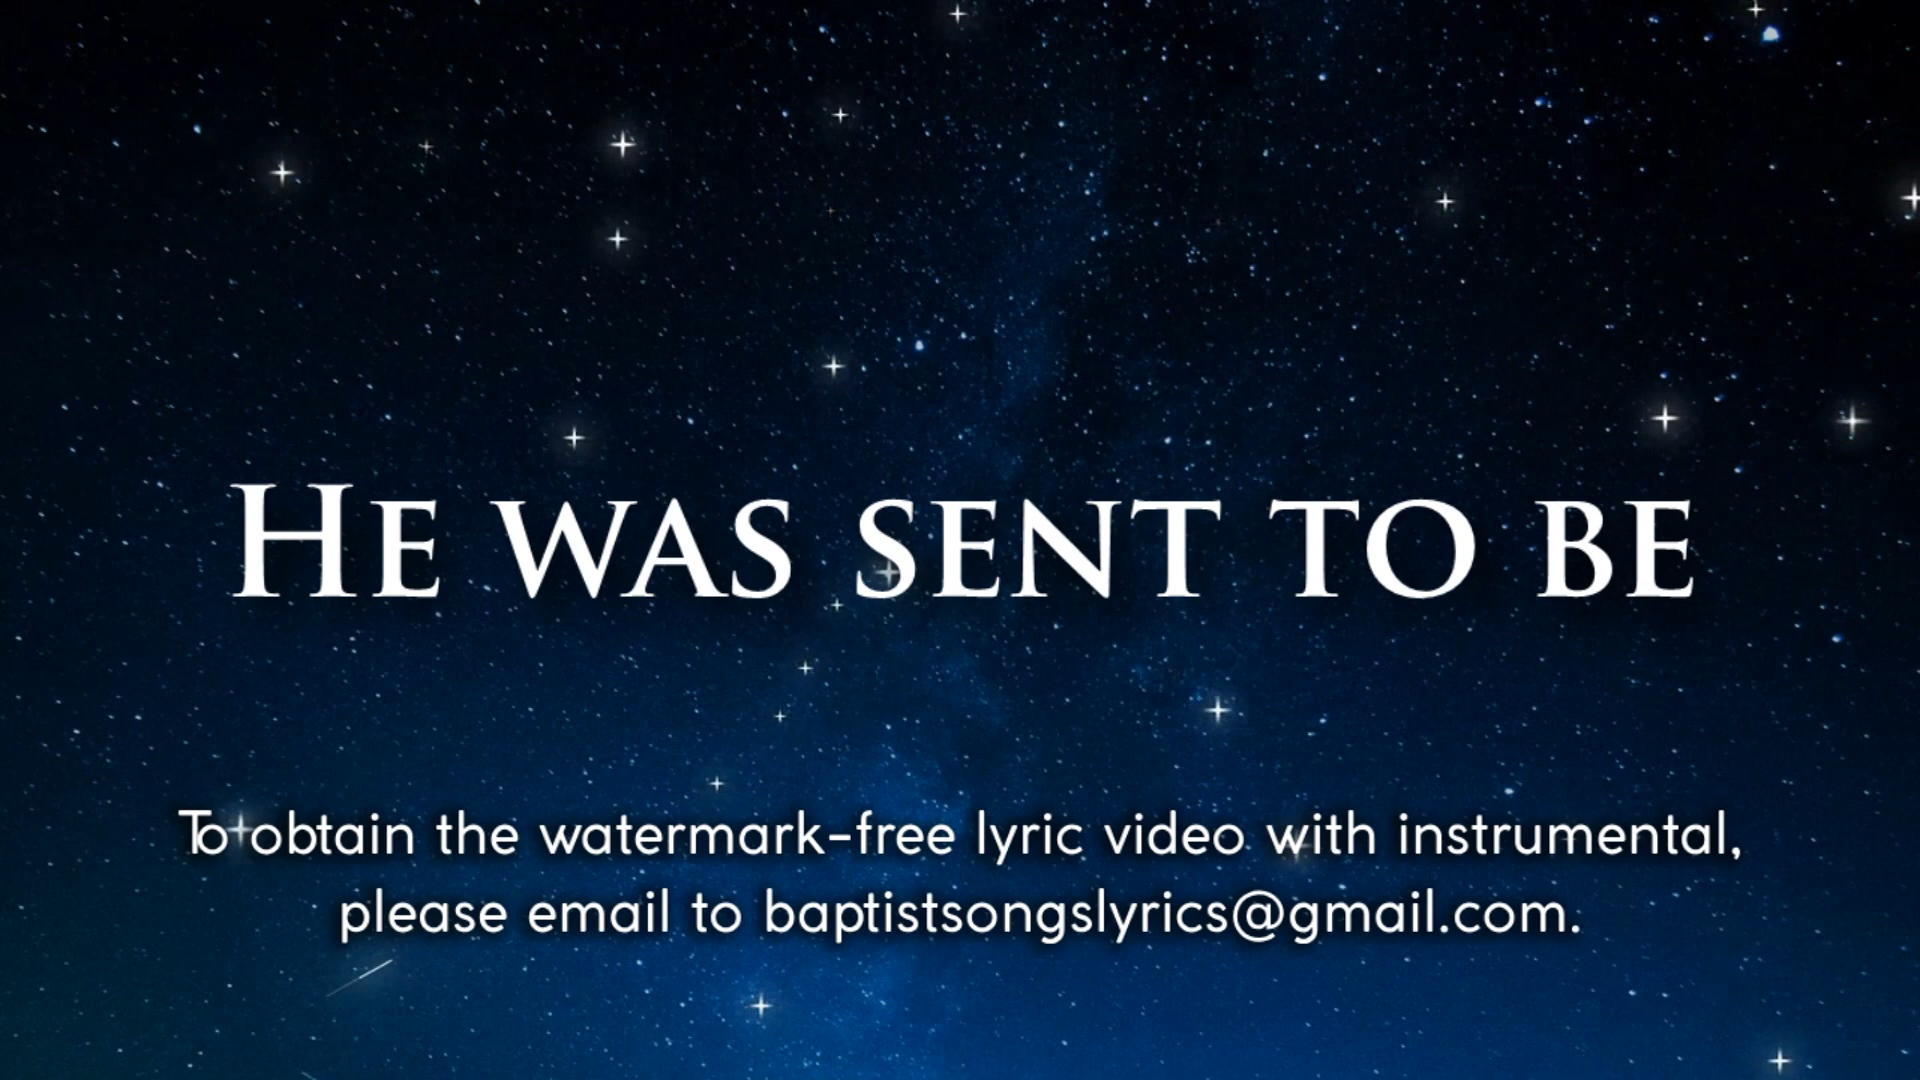 He was sent to be
To obtain the watermark-free lyric video with instrumental,
please email to baptistsongslyrics@gmail.com.